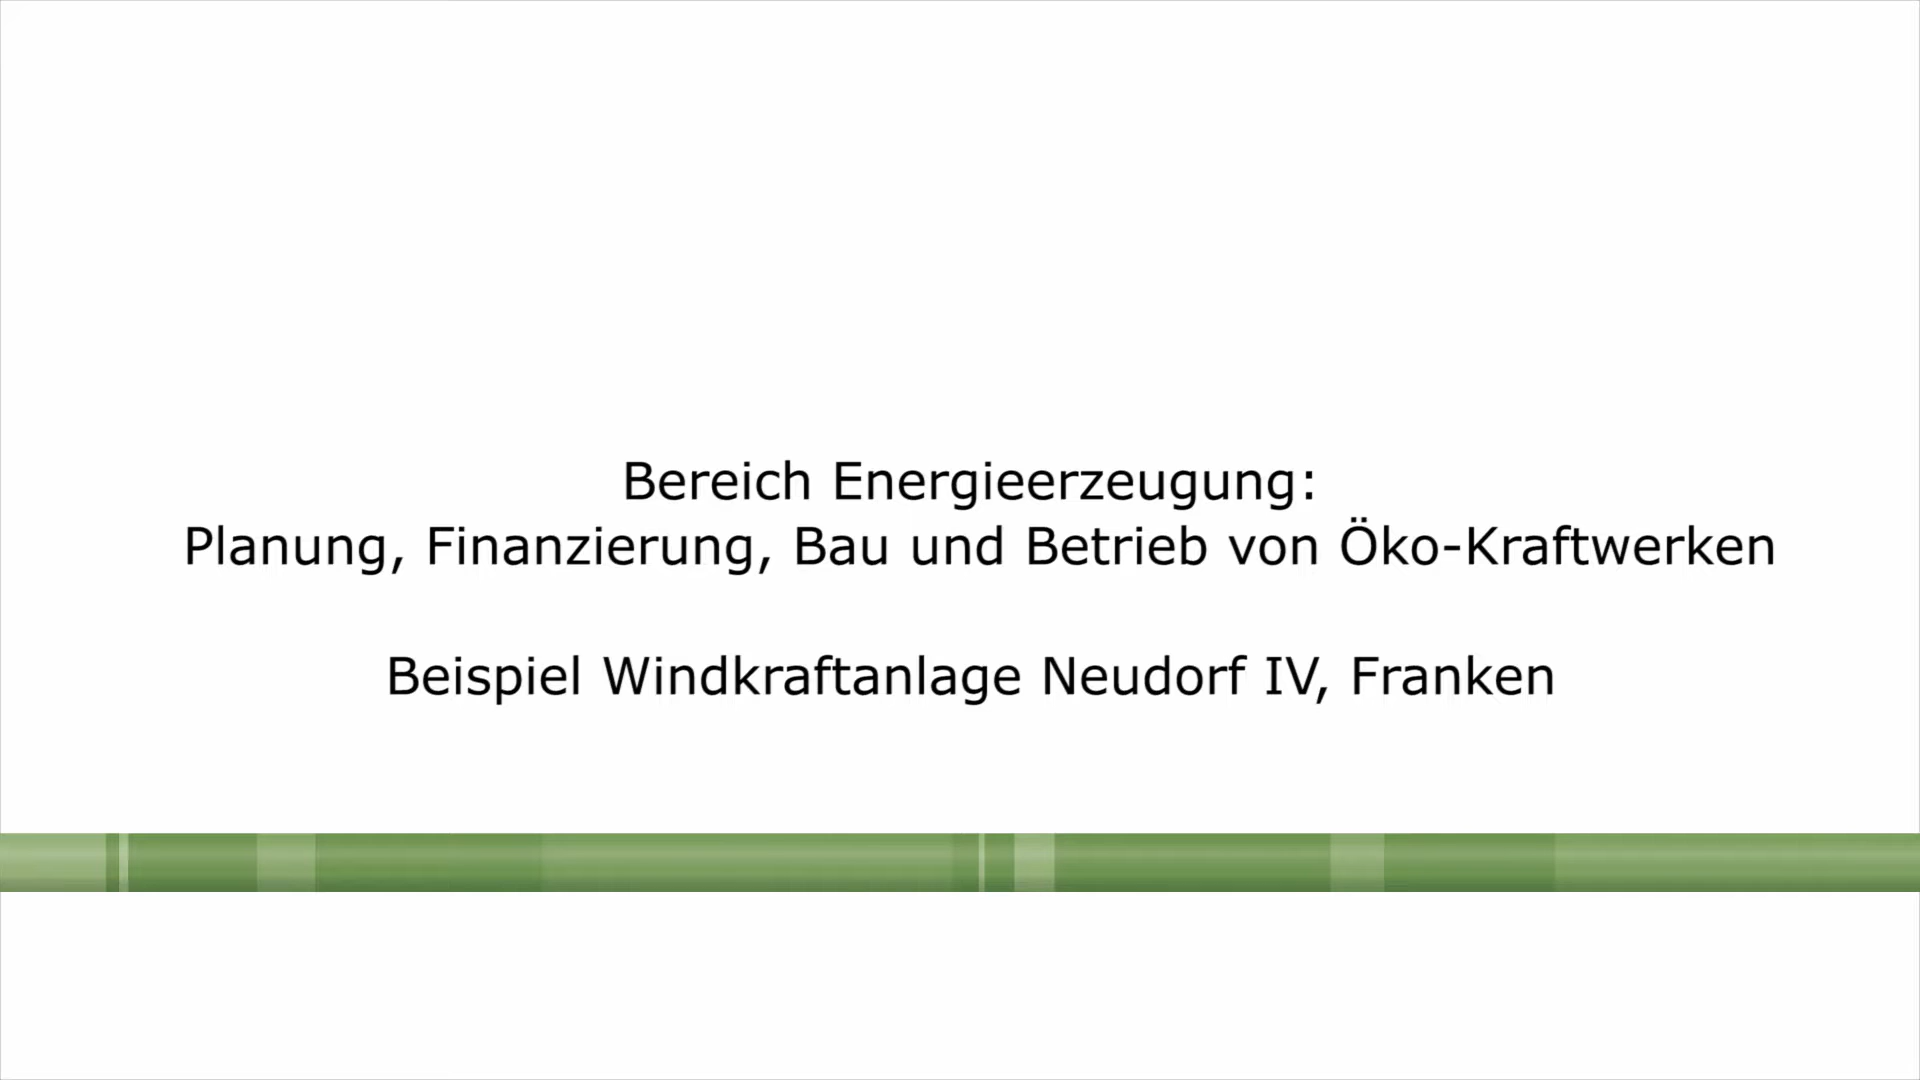 Bereich Energieerzeugung:
Planung, Finanzierung, Bau und Betrieb von Öko-Kraftwerken
Beispiel Windkraftanlage Neudorf IV, Franken